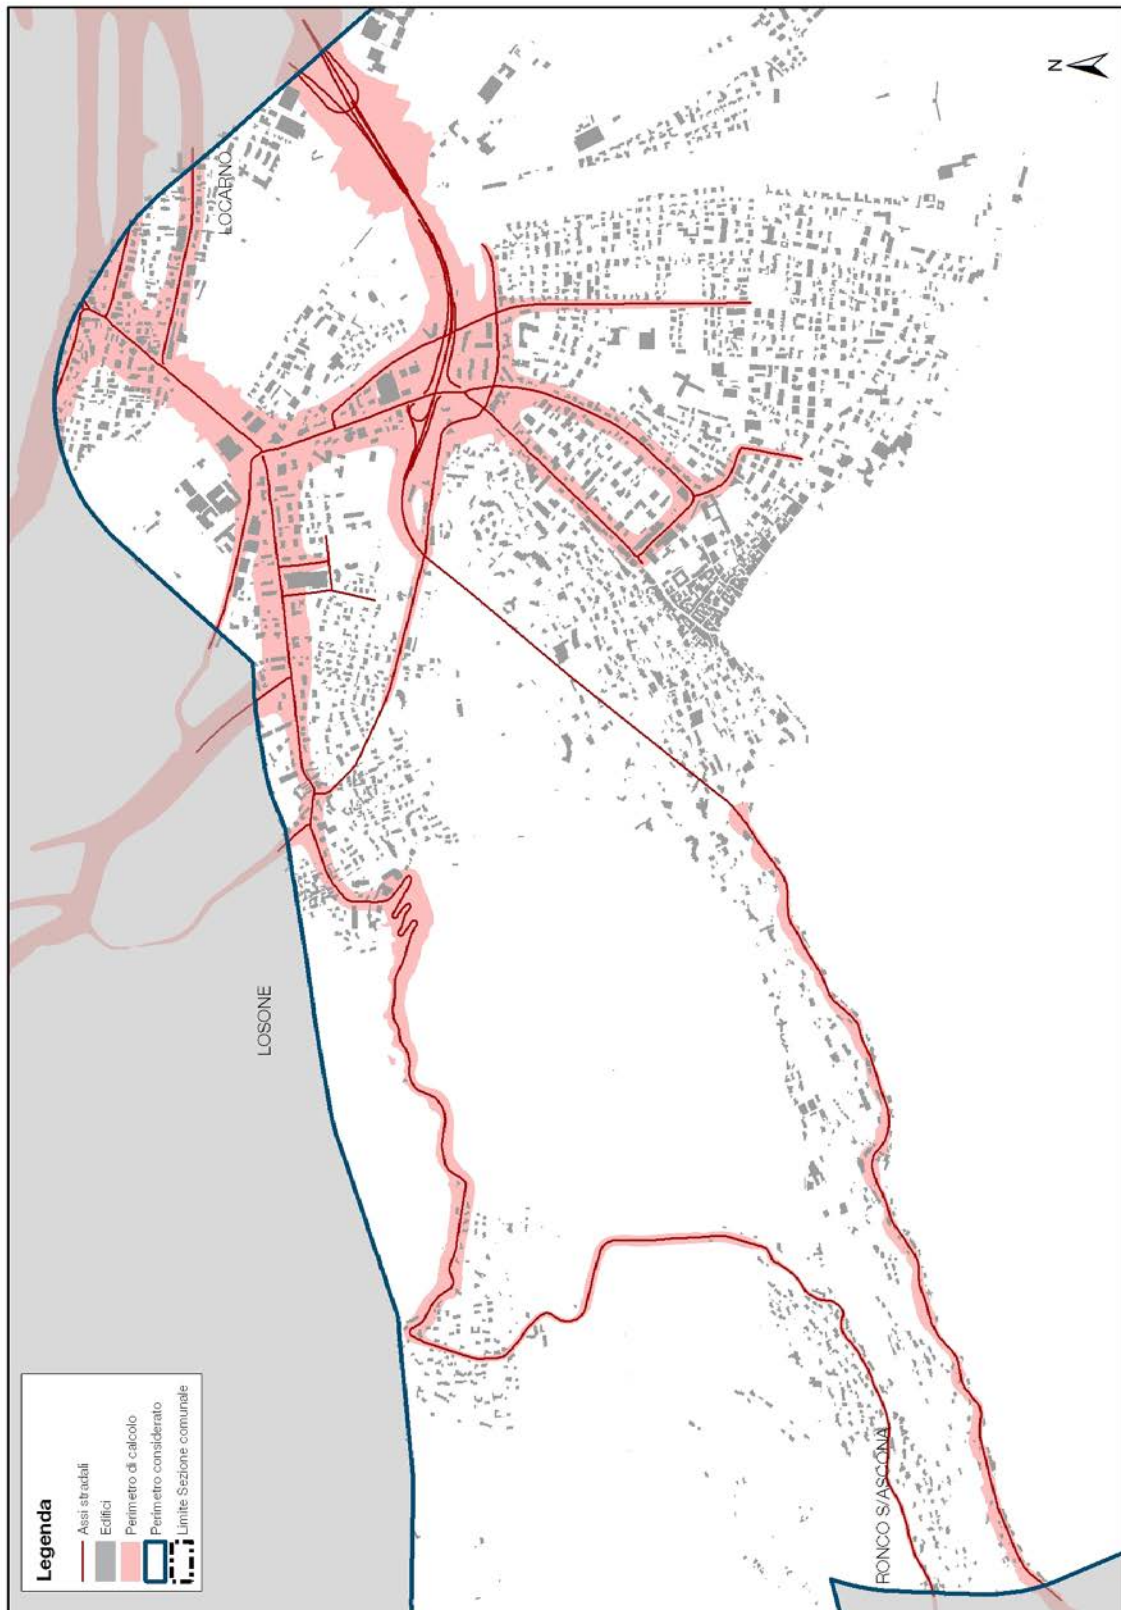 Legenda
Assi stradali
Edifici
Perimetro di calcolo
Perimetro considerato
Limite Sezione comunale
LOSONE
LOCARNO
RONCO S/ASCONA
N